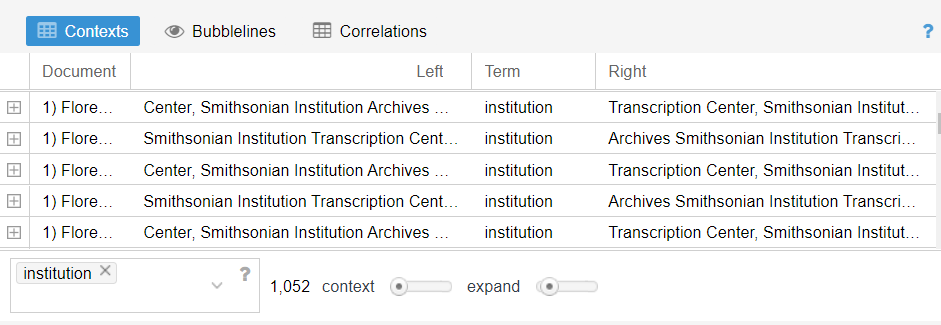 Contexts Bubblelines Correlations ?
Document Left Term Right
1) Flore... Center, Smithsonian Institution Archives ... institution Transcription Center, Smithsonian Institut...
1) Flore... Smithsonian Institution Transcription Cent... institution Archives Smithsonian Institution Transcri...
1) Flore... Center, Smithsonian Institution Archives ... institution Transcription Center, Smithsonian Institut...
1) Flore... Smithsonian Institution Transcription Cent... institution Archives Smithsonian Institution Transcri...
1) Flore... Center, Smithsonian Institution Archives ... institution Transcription Center, Smithsonian Institut...
institution × ? 1,052 context expand